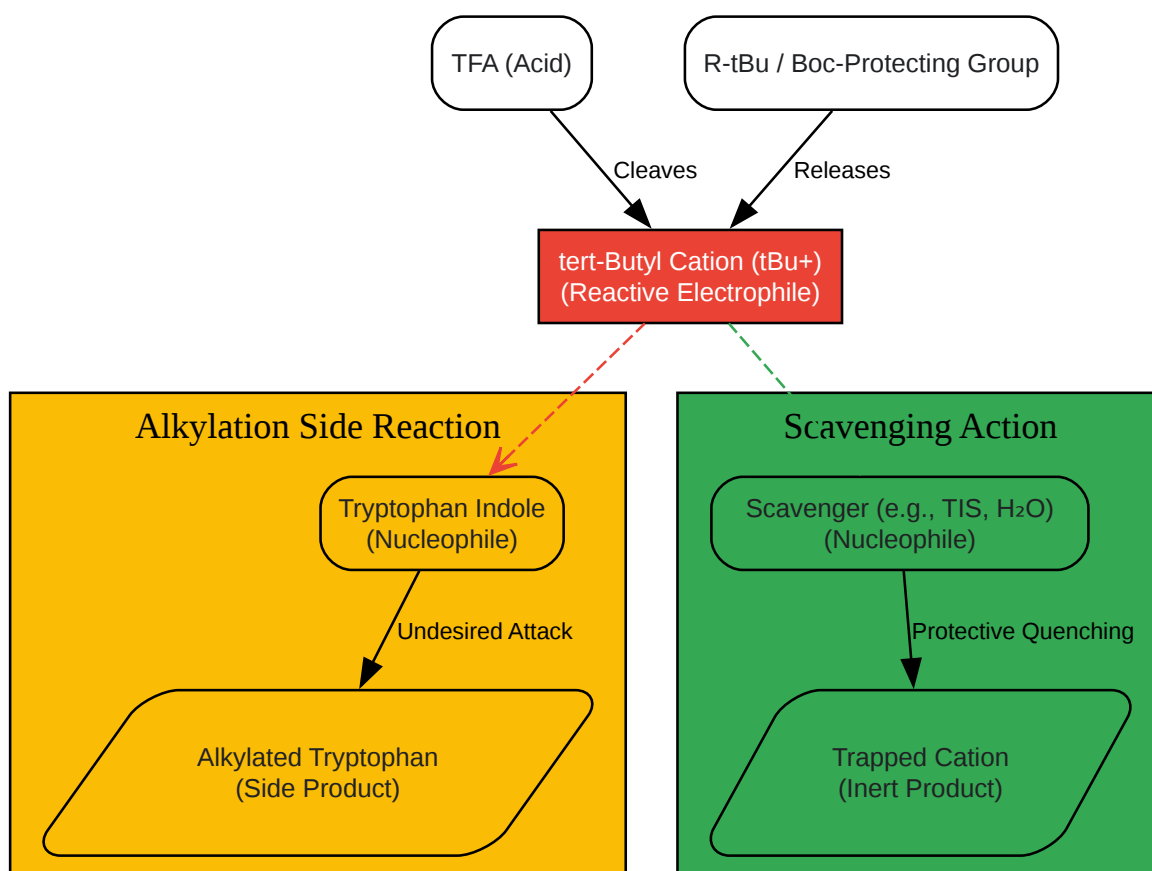 TFA (Acid)
R-tBu / Boc-Protecting Group
Cleaves
Releases
tert-Butyl Cation (tBu+)
(Reactive Electrophile)
Alkylation Side Reaction
Scavenging Action
Tryptophan Indole
(Nucleophile)
Scavenger (e.g., TIS, H₂O)
(Nucleophile)
Undesired Attack
Protective Quenching
Alkylated Tryptophan
(Side Product)
Trapped Cation
(Inert Product)